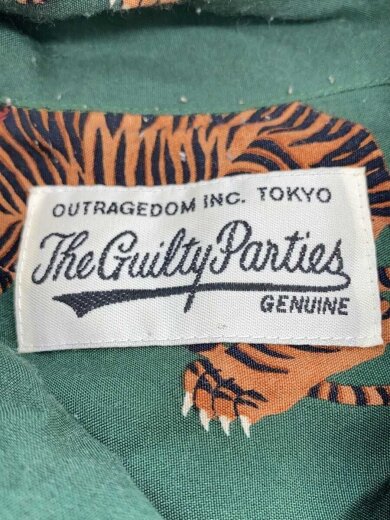 OUTRAGEDOM INC. TOKYO
The Guilty Parties
GENUINE